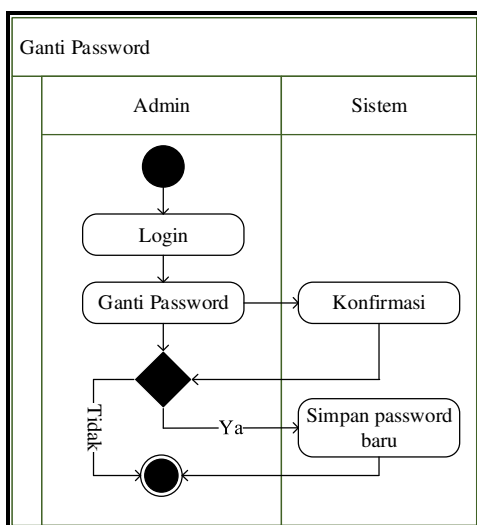 Ganti Password
Admin
Sistem
Login
Ganti Password
Konfirmasi
Tidak
Ya
Simpan password
baru